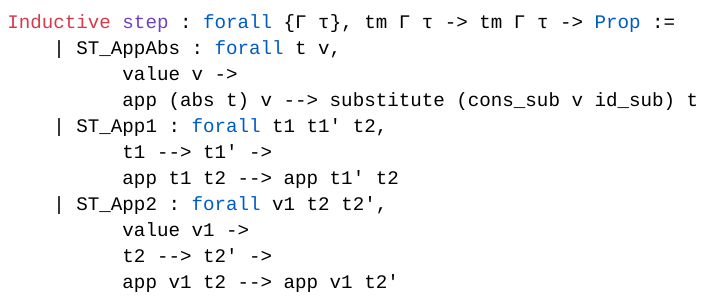 Inductive step : forall {Γ τ}, tm Γ τ -> tm Γ τ -> Prop :=
    | ST_AppAbs : forall t v,
          value v ->
          app (abs t) v --> substitute (cons_sub v id_sub) t
    | ST_App1 : forall t1 t1' t2,
          t1 --> t1' ->
          app t1 t2 --> app t1' t2
    | ST_App2 : forall v1 t2 t2',
          value v1 ->
          t2 --> t2' ->
          app v1 t2 --> app v1 t2'